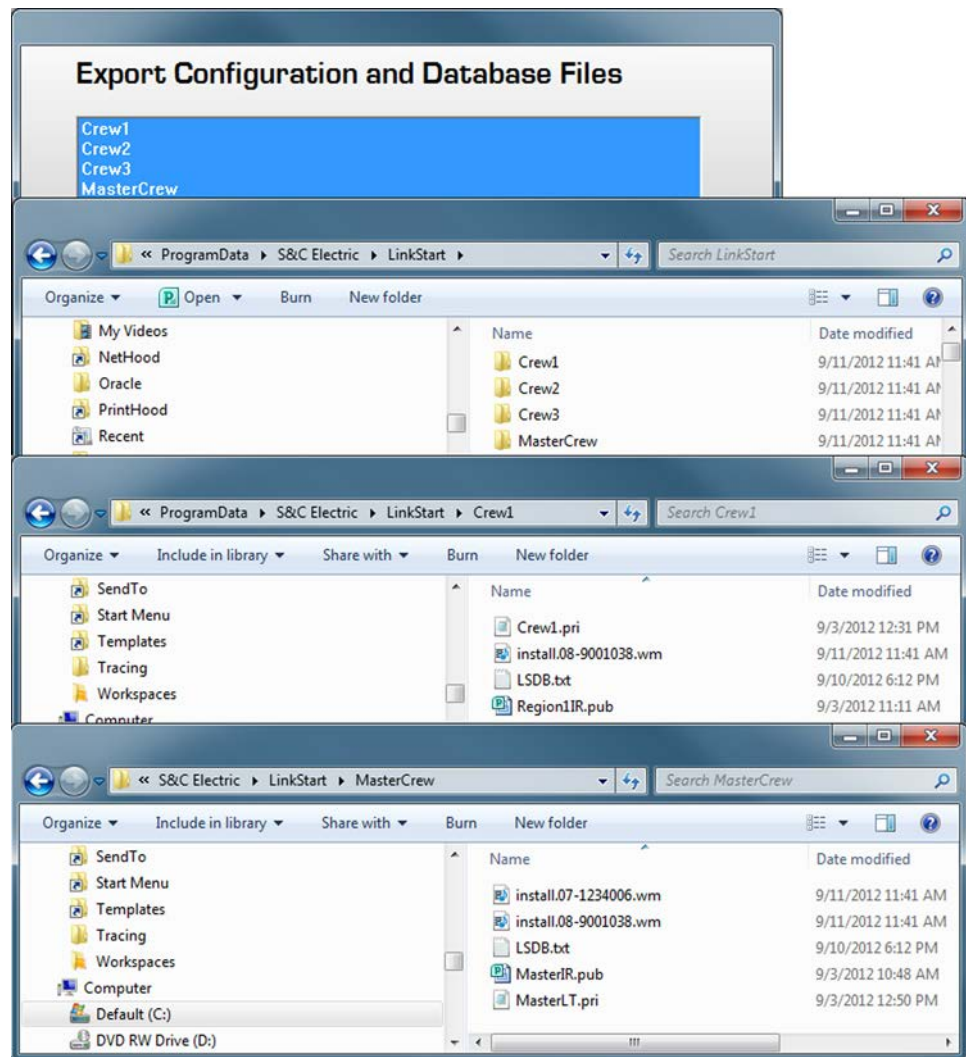 Export Configuration and Database Files
Crew1
Crew2
Crew3
MasterCrew
« ProgramData ▸ S&C Electric ▸ LinkStart ▸
Search LinkStart
Organize Open Burn New folder
My Videos
NetHood
Oracle
PrintHood
Recent
Name Date modified
Crew1 9/11/2012 11:41 AM
Crew2 9/11/2012 11:41 AM
Crew3 9/11/2012 11:41 AM
MasterCrew 9/11/2012 11:41 AM
« ProgramData ▸ S&C Electric ▸ LinkStart ▸ Crew1
Search Crew1
Organize Include in library Share with Burn New folder
SendTo
Start Menu
Templates
Tracing
Workspaces
Computer
Name Date modified
Crew1.pri 9/3/2012 12:31 PM
install.08-9001038.wm 9/11/2012 11:41 AM
LSDB.txt 9/10/2012 6:12 PM
Region1IR.pub 9/3/2012 11:11 AM
« S&C Electric ▸ LinkStart ▸ MasterCrew
Search MasterCrew
Organize Include in library Share with Burn New folder
SendTo
Start Menu
Templates
Tracing
Workspaces
Computer
Default (C:)
DVD RW Drive (D:)
Name Date modified
install.07-1234006.wm 9/11/2012 11:41 AM
install.08-9001038.wm 9/11/2012 11:41 AM
LSDB.txt 9/10/2012 6:12 PM
MasterIR.pub 9/3/2012 10:48 AM
MasterLT.pri 9/3/2012 12:50 PM